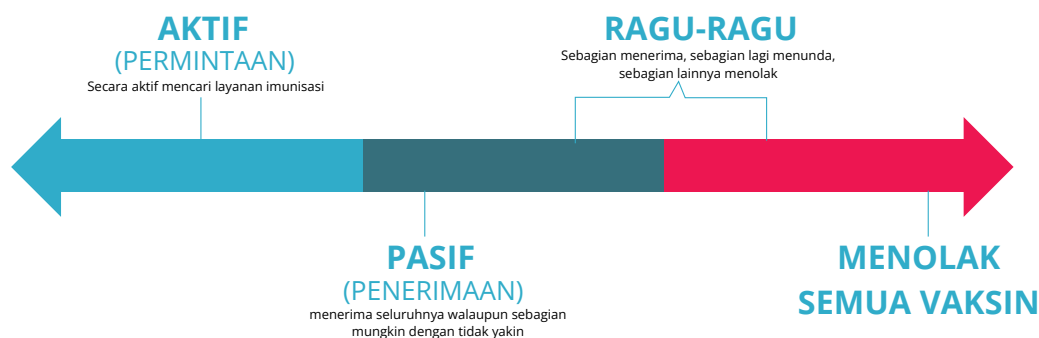 AKTIF
(PERMINTAAN)
Secara aktif mencari layanan imunisasi
RAGU-RAGU
Sebagian menerima, sebagian lagi menunda,
sebagian lainnya menolak
PASIF
(PENERIMAAN)
menerima seluruhnya walaupun sebagian
mungkin dengan tidak yakin
MENOLAK
SEMUA VAKSIN